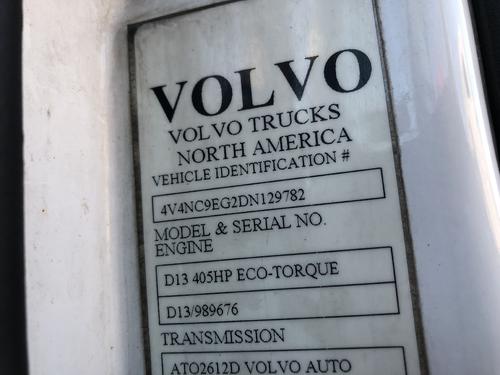 VOLVO
VOLVO TRUCKS
NORTH AMERICA
VEHICLE IDENTIFICATION #
4V4NC9EG2DN129782
MODEL & SERIAL NO.
ENGINE
D13 405HP ECO-TORQUE
D13/989676
TRANSMISSION
ATO2612D VOLVO AUTO